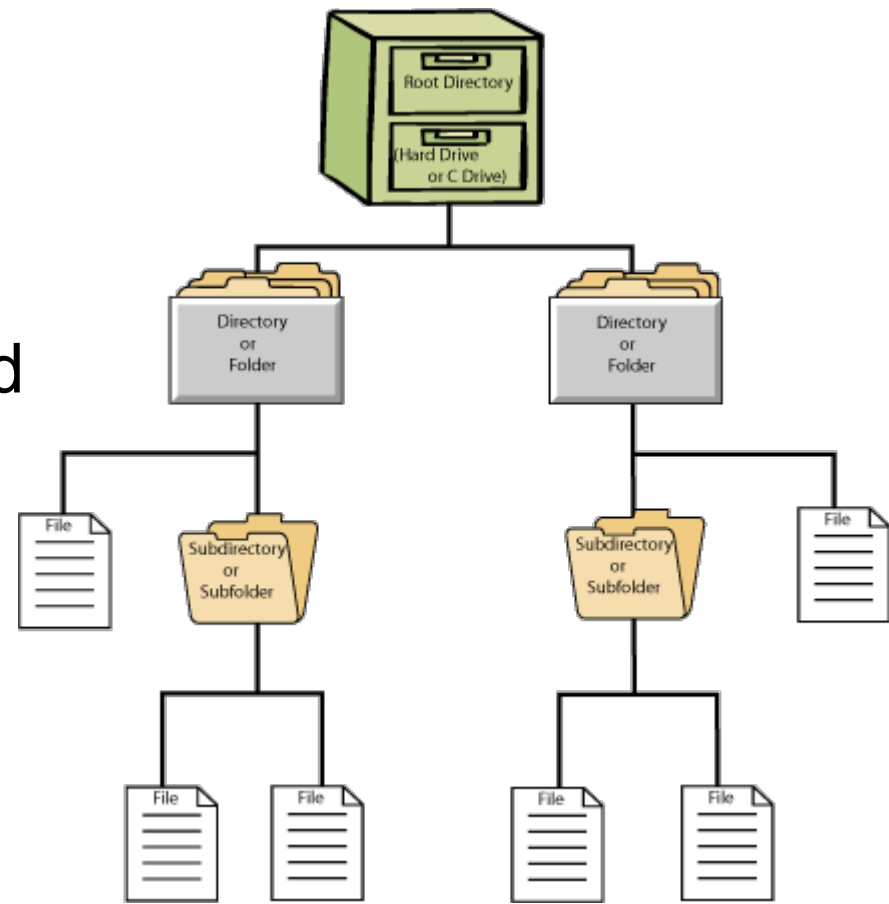 Root Directory
(Hard Drive
or C Drive)
Directory
or
Folder
Directory
or
Folder
d
File
Subdirectory
or
Subfolder
Subdirectory
or
Subfolder
File
File
File
File
File